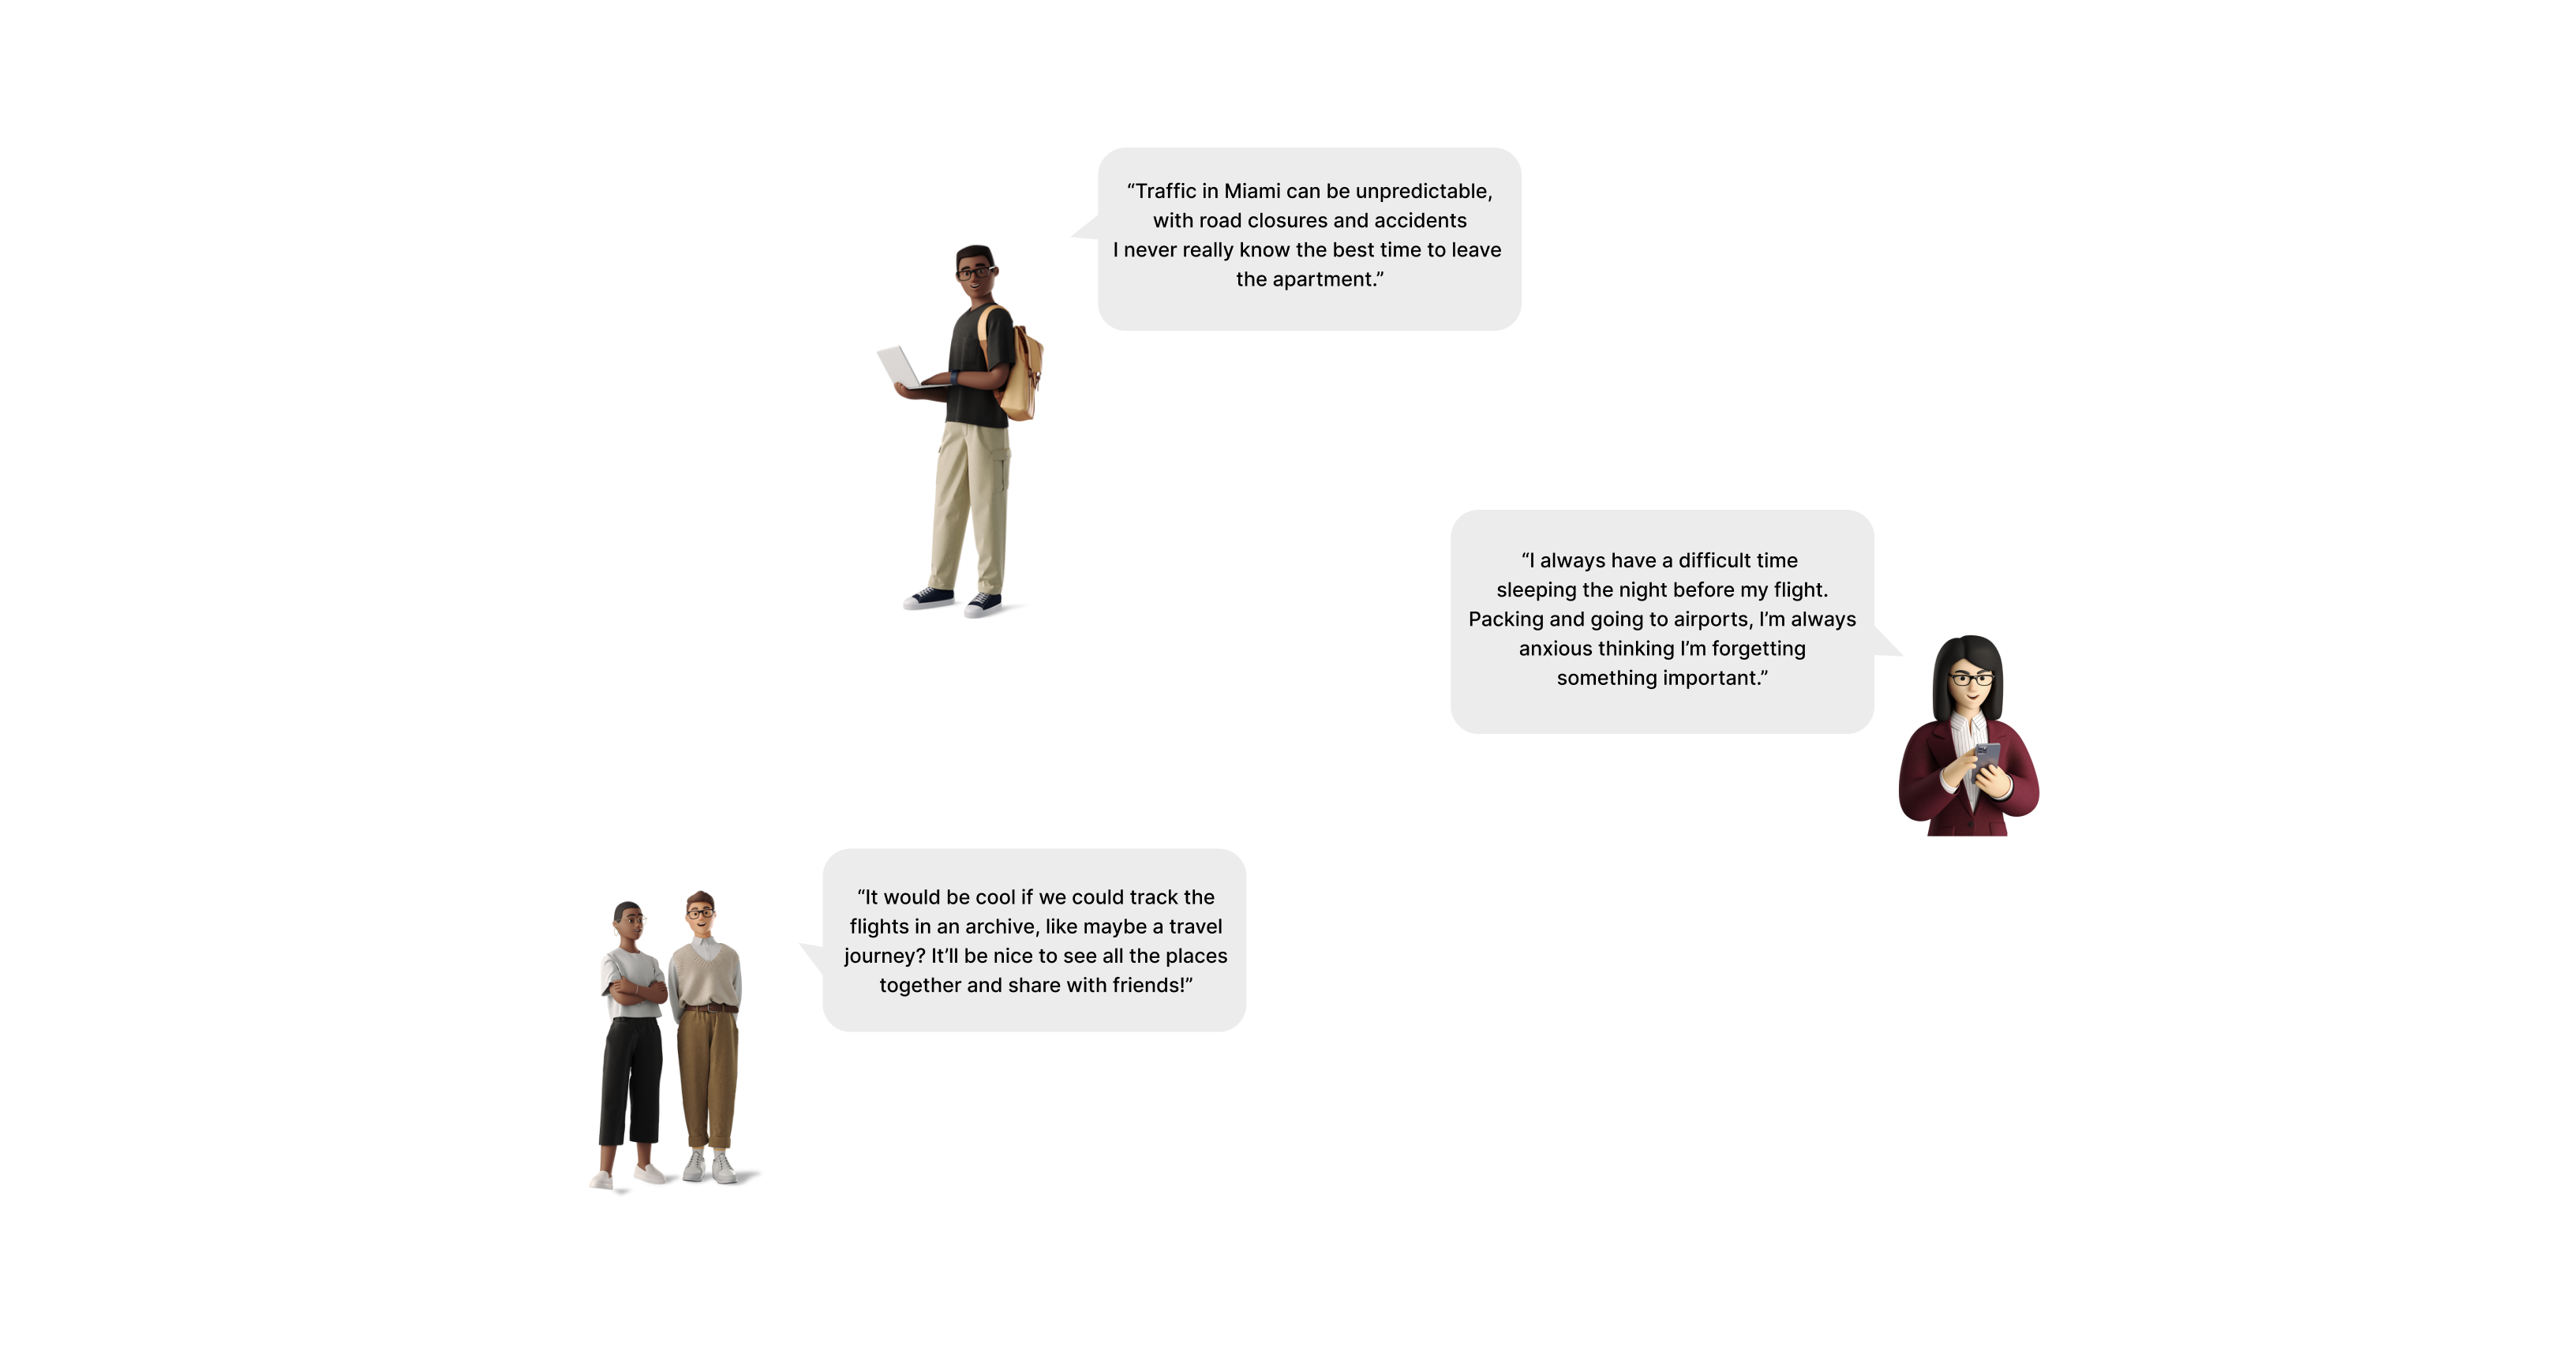 “Traffic in Miami can be unpredictable,
with road closures and accidents
I never really know the best time to leave
the apartment.”
“I always have a difficult time
sleeping the night before my flight.
Packing and going to airports, I’m always
anxious thinking I’m forgetting
something important.”
“It would be cool if we could track the
flights in an archive, like maybe a travel
journey? It’ll be nice to see all the places
together and share with friends!”